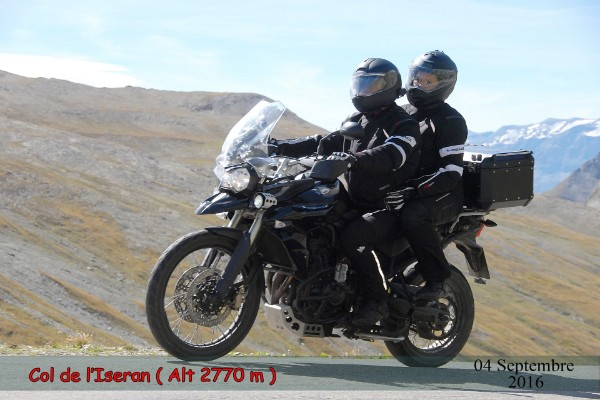 Col de l'Iseran ( Alt 2770 m )
04 Septembre
2016